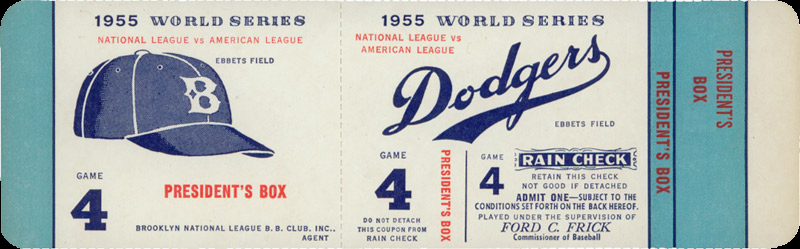 1955 WORLD SERIES
NATIONAL LEAGUE vs AMERICAN LEAGUE
EBBETS FIELD
B
GAME
4
PRESIDENT'S BOX
BROOKLYN NATIONAL LEAGUE B. B. CLUB. INC.,
AGENT
1955 WORLD SERIES
NATIONAL LEAGUE vs
AMERICAN LEAGUE
Dodgers
EBBETS FIELD
GAME
4
DO NOT DETACH
THIS COUPON FROM
RAIN CHECK
PRESIDENT'S BOX
GAME
4
RAIN CHECK
RETAIN THIS CHECK
NOT GOOD IF DETACHED
ADMIT ONE—SUBJECT TO THE
CONDITIONS SET FORTH ON THE BACK HEREOF.
PLAYED UNDER THE SUPERVISION OF
FORD C. FRICK
Commissioner of Baseball
PRESIDENT'S BOX
PRESIDENT'S
BOX